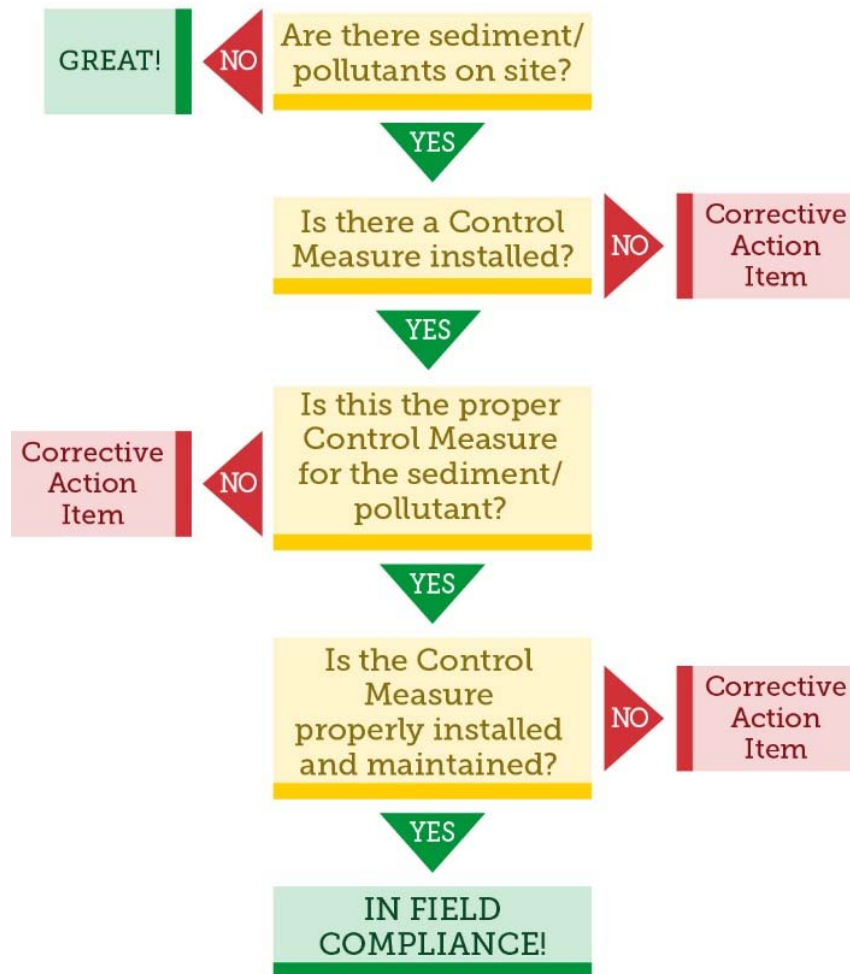 GREAT!
NO
Are there sediment/
pollutants on site?
YES
Is there a Control
Measure installed?
NO
Corrective
Action
Item
YES
Corrective
Action
Item
NO
Is this the proper
Control Measure
for the sediment/
pollutant?
YES
Is the Control
Measure
properly installed
and maintained?
NO
Corrective
Action
Item
YES
IN FIELD
COMPLIANCE!